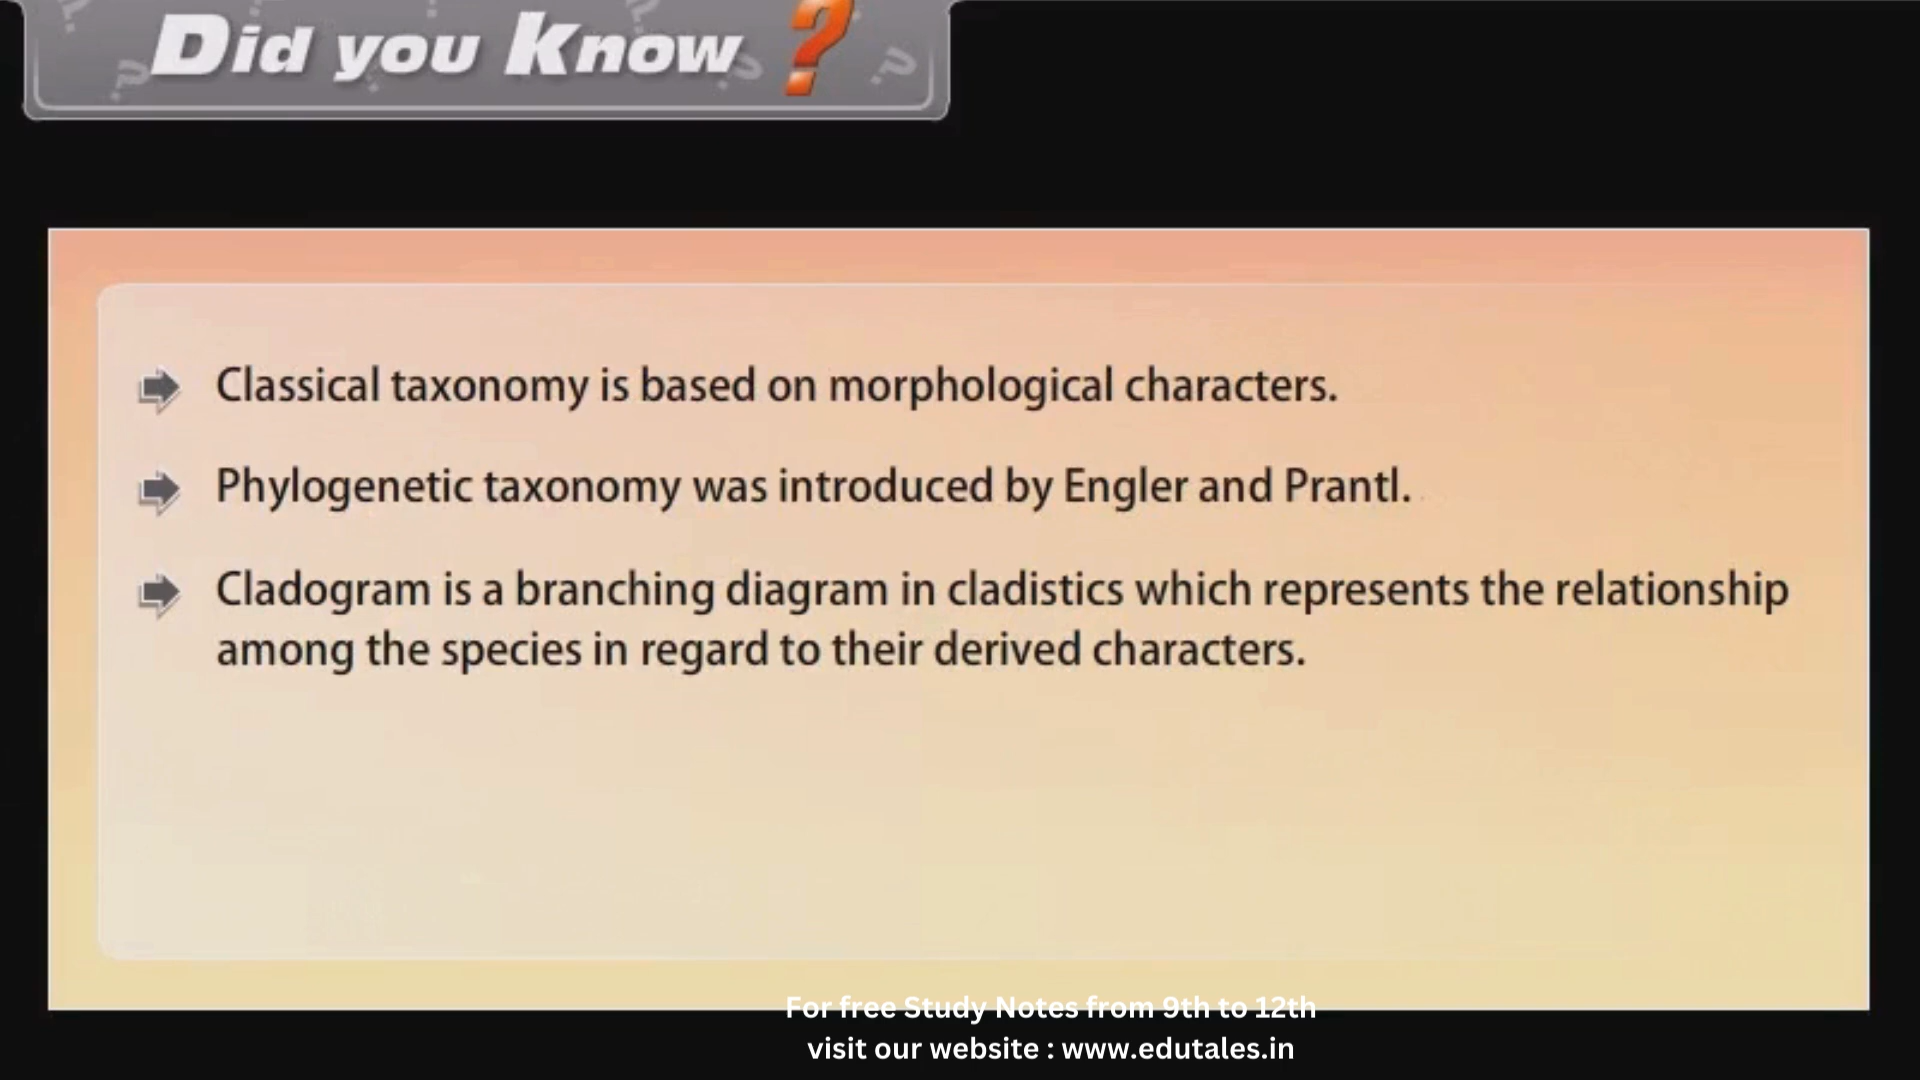 Did you Know ?
Classical taxonomy is based on morphological characters.
Phylogenetic taxonomy was introduced by Engler and Prantl.
Cladogram is a branching diagram in cladistics which represents the relationship
among the species in regard to their derived characters.
For free Study Notes from 9th to 12th
visit our website : www.edutales.in